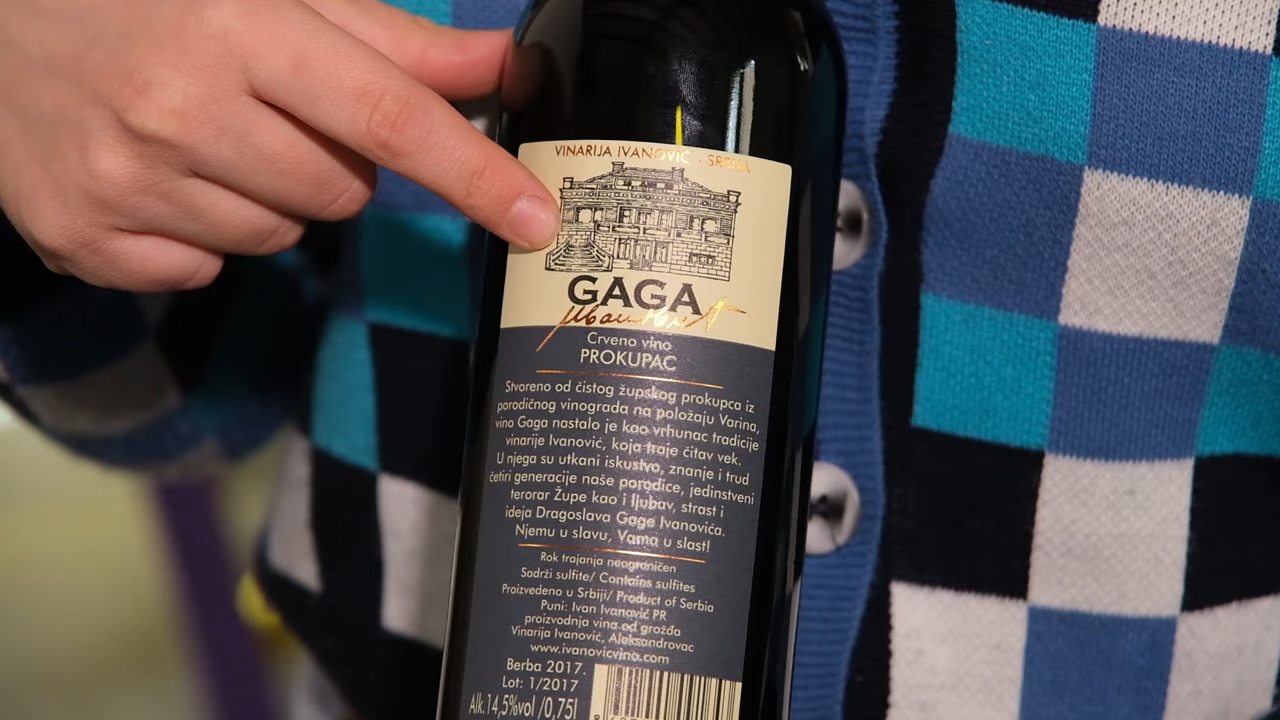 VINARIJA IVANOVIĆ · SRBIJA
GAGA
Crveno vino
PROKUPAC
Stvoreno od čistog župskog prokupca iz
porodičnog vinograda na položaju Varina,
vino Gaga nastalo je kao vrhunac tradicije
vinarije Ivanović, koja traje čitav vek.
U njega su utkani iskustvo, znanje i trud
četiri generacije naše porodice, jedinstveni
teroar Župe kao i ljubav, strast i
ideja Dragoslava Gage Ivanovića.
Njemu u slavu, Vama u slast!
Rok trajanja neograničen
Sadrži sulfite/ Contains sulfites
Proizvedeno u Srbiji/ Product of Serbia
Puni: Ivan Ivanović PR
proizvodnja vina od grožđa
Vinarija Ivanović, Aleksandrovac
www.ivanovicvino.com
Berba 2017.
Lot: 1/2017
Alk.14,5%vol /0,75l